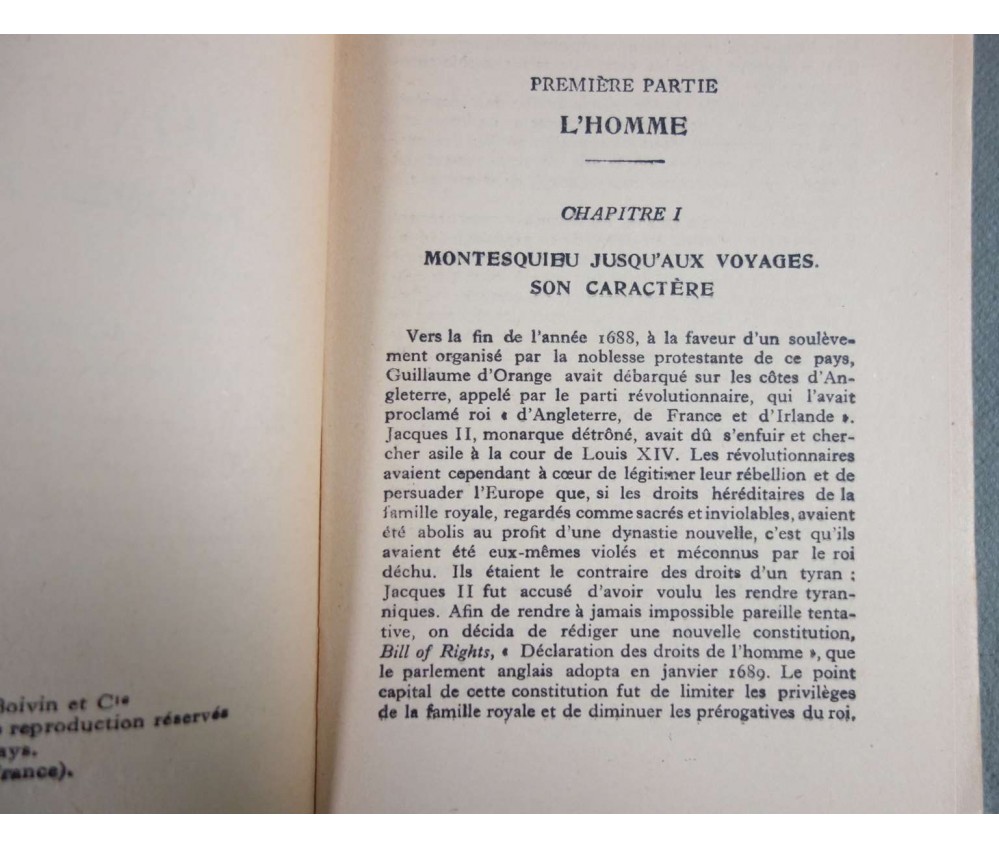 Boivin et Cie
reproduction réservés
ays.
France).
PREMIÈRE PARTIE
L'HOMME
CHAPITRE I
MONTESQUIEU JUSQU'AUX VOYAGES.
SON CARACTÈRE
Vers la fin de l'année 1688, à la faveur d'un soulève-
ment organisé par la noblesse protestante de ce pays,
Guillaume d'Orange avait débarqué sur les côtes d'An-
gleterre, appelé par le parti révolutionnaire, qui l'avait
proclamé roi « d'Angleterre, de France et d'Irlande ».
Jacques II, monarque détrôné, avait dû s'enfuir et cher-
cher asile à la cour de Louis XIV. Les révolutionnaires
avaient cependant à cœur de légitimer leur rébellion et de
persuader l'Europe que, si les droits héréditaires de la
famille royale, regardés comme sacrés et inviolables, avaient
été abolis au profit d'une dynastie nouvelle, c'est qu'ils
avaient été eux-mêmes violés et méconnus par le roi
déchu. Ils étaient le contraire des droits d'un tyran :
Jacques II fut accusé d'avoir voulu les rendre tyran-
niques. Afin de rendre à jamais impossible pareille tenta-
tive, on décida de rédiger une nouvelle constitution,
Bill of Rights, « Déclaration des droits de l'homme », que
le parlement anglais adopta en janvier 1689. Le point
capital de cette constitution fut de limiter les privilèges
de la famille royale et de diminuer les prérogatives du roi,